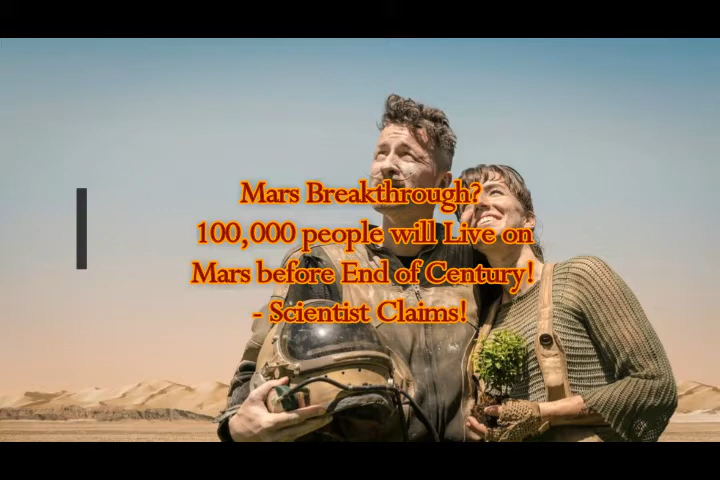 Mars Breakthrough?
100,000 people will Live on
Mars before End of Century!
- Scientist Claims!